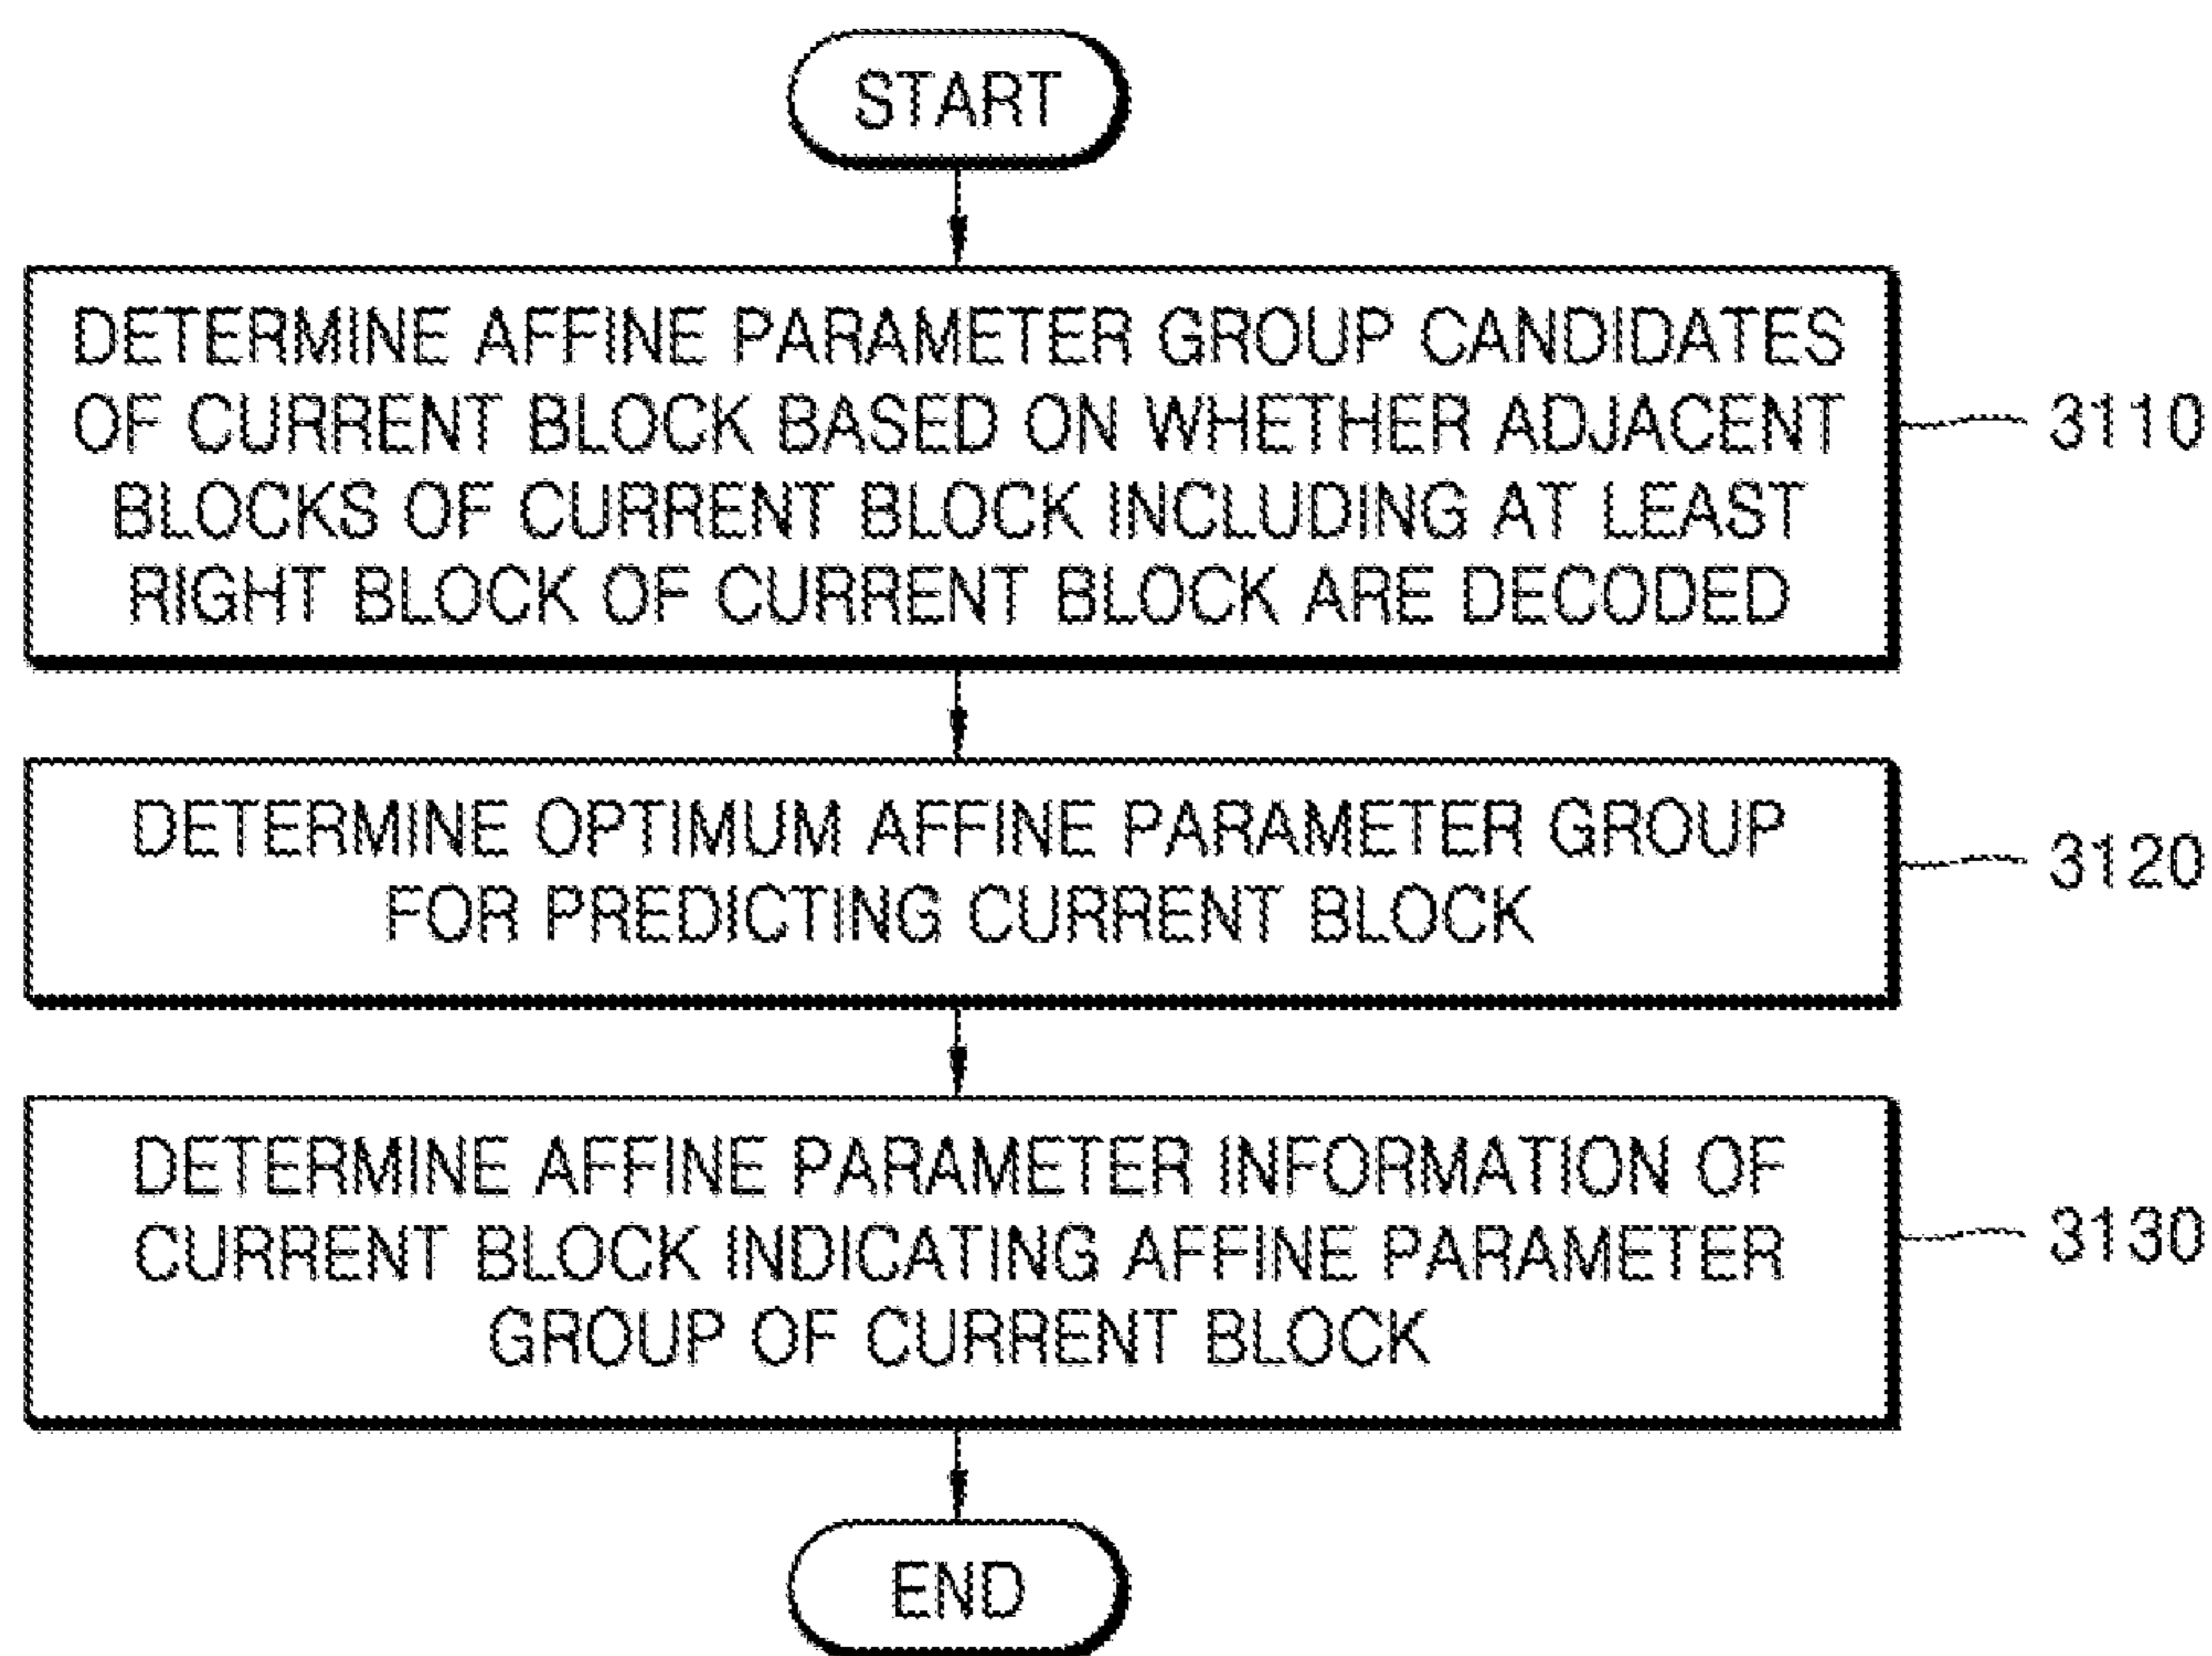 START
DETERMINE AFFINE PARAMETER GROUP CANDIDATES
OF CURRENT BLOCK BASED ON WHETHER ADJACENT
BLOCKS OF CURRENT BLOCK INCLUDING AT LEAST
RIGHT BLOCK OF CURRENT BLOCK ARE DECODED
3110
DETERMINE OPTIMUM AFFINE PARAMETER GROUP
FOR PREDICTING CURRENT BLOCK
3120
DETERMINE AFFINE PARAMETER INFORMATION OF
CURRENT BLOCK INDICATING AFFINE PARAMETER
GROUP OF CURRENT BLOCK
3130
END